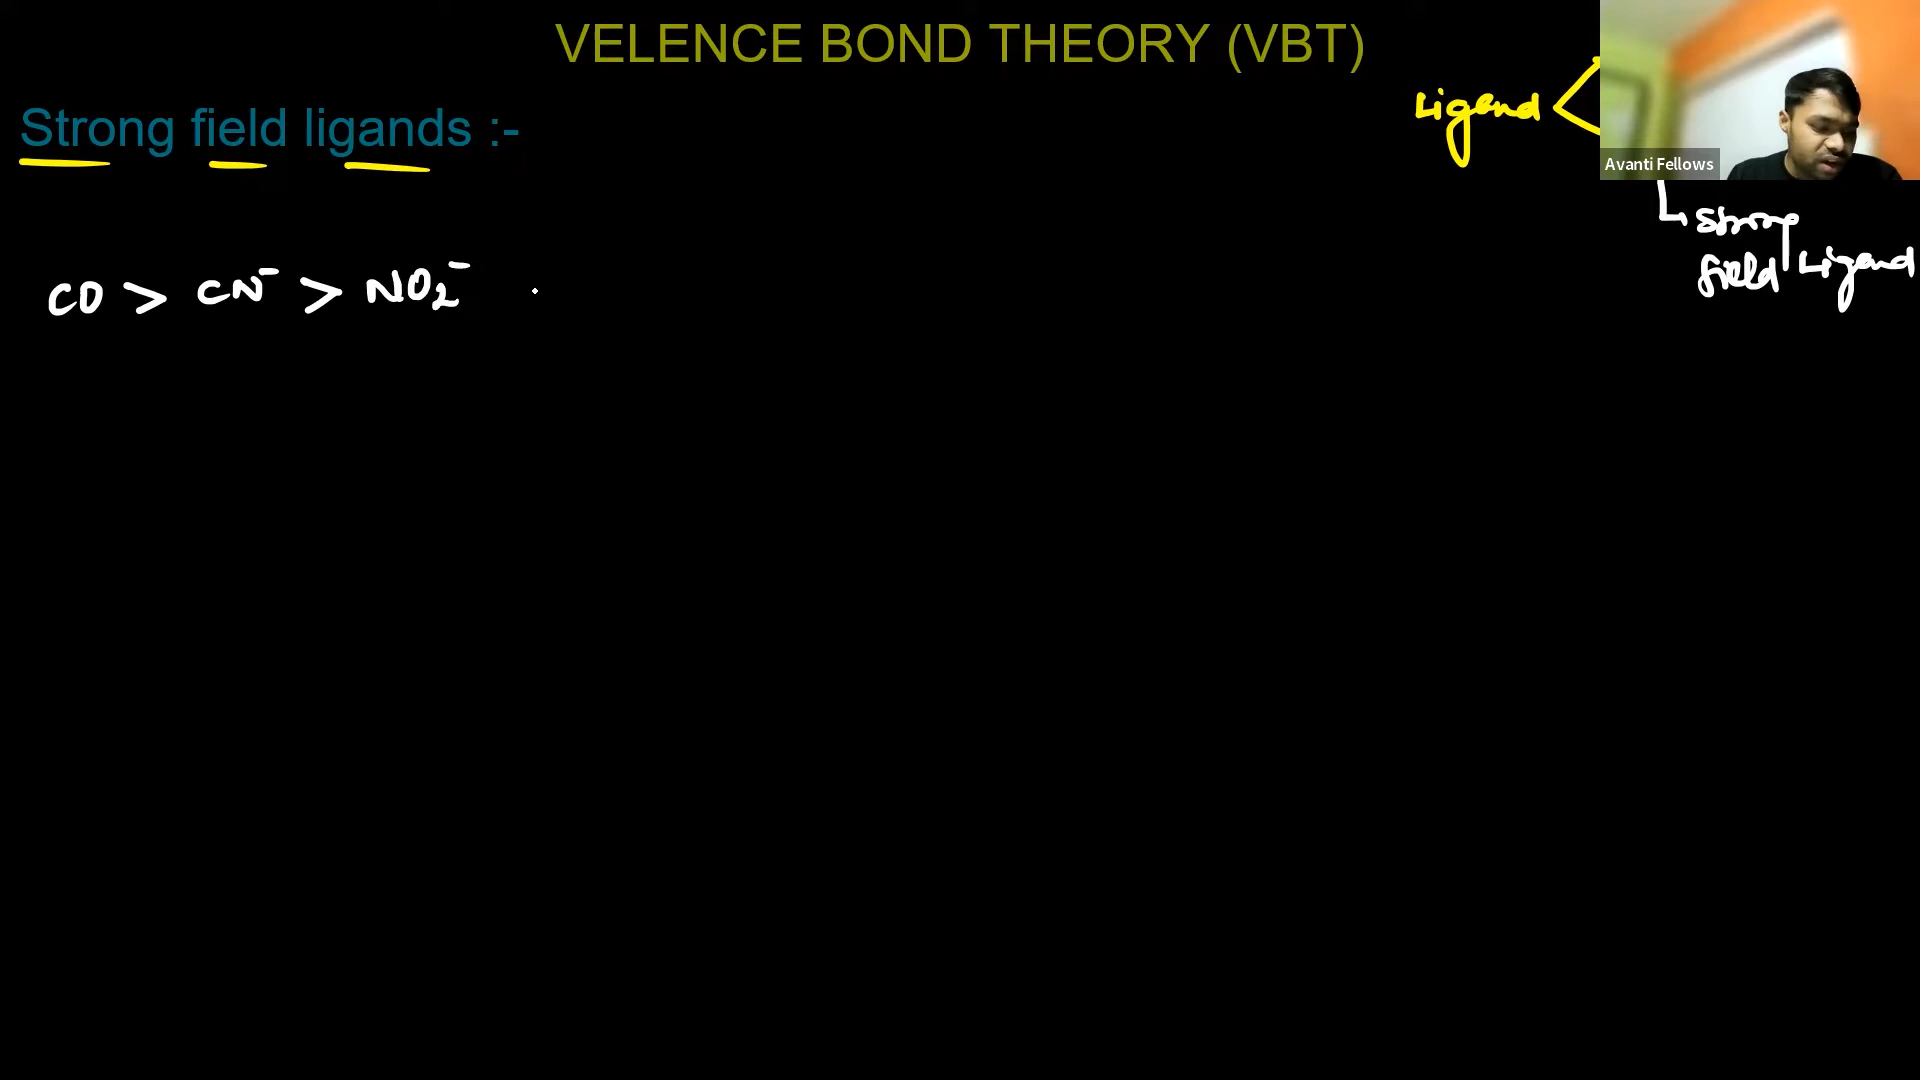 VELENCE BOND THEORY (VBT)
Ligand
Strong field ligands :-
Avanti Fellows
Strong
field Ligand
CO > CN⁻ > NO₂⁻